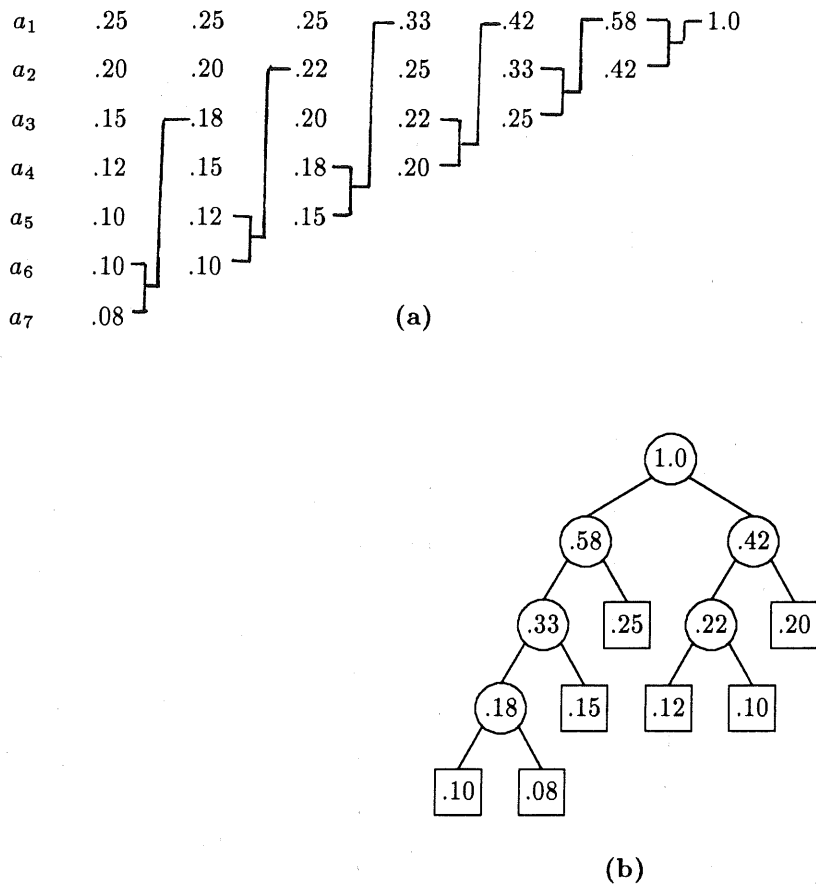 a1 .25 .25 .25 .33 .42 .58 1.0
a2 .20 .20 .22 .25 .33 .42
a3 .15 .18 .20 .22 .25
a4 .12 .15 .18 .20
a5 .10 .12 .15
a6 .10 .10
a7 .08
(a)
1.0
.58 .42
.33 .25 .22 .20
.18 .15 .12 .10
.10 .08
(b)